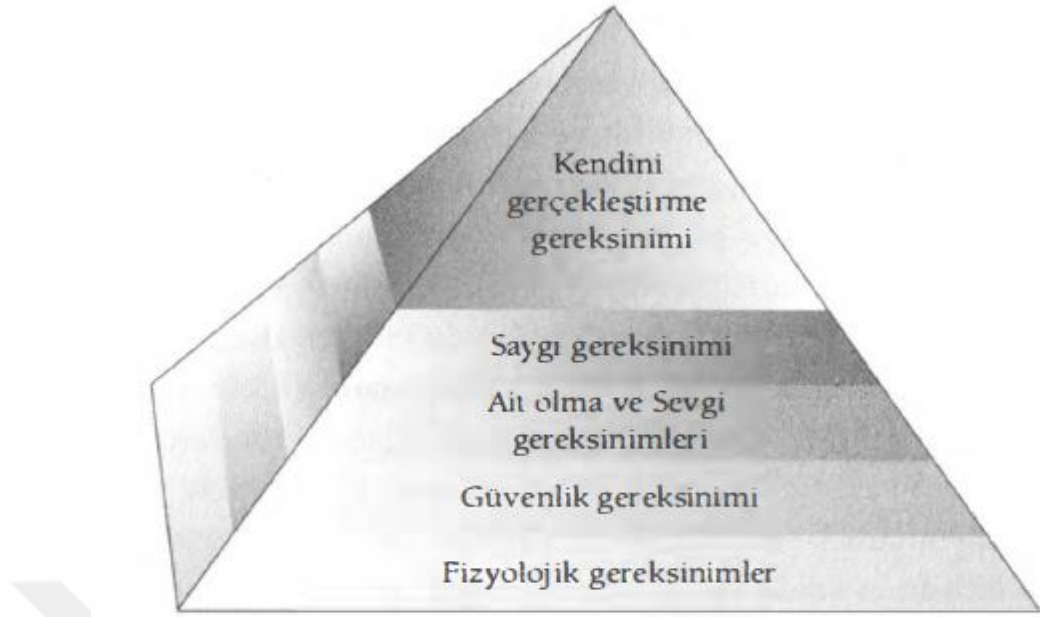 Kendini
gerçekleştirme
gereksinimi
Saygı gereksinimi
Ait olma ve Sevgi
gereksinimleri
Güvenlik gereksinimi
Fizyolojik gereksinimler